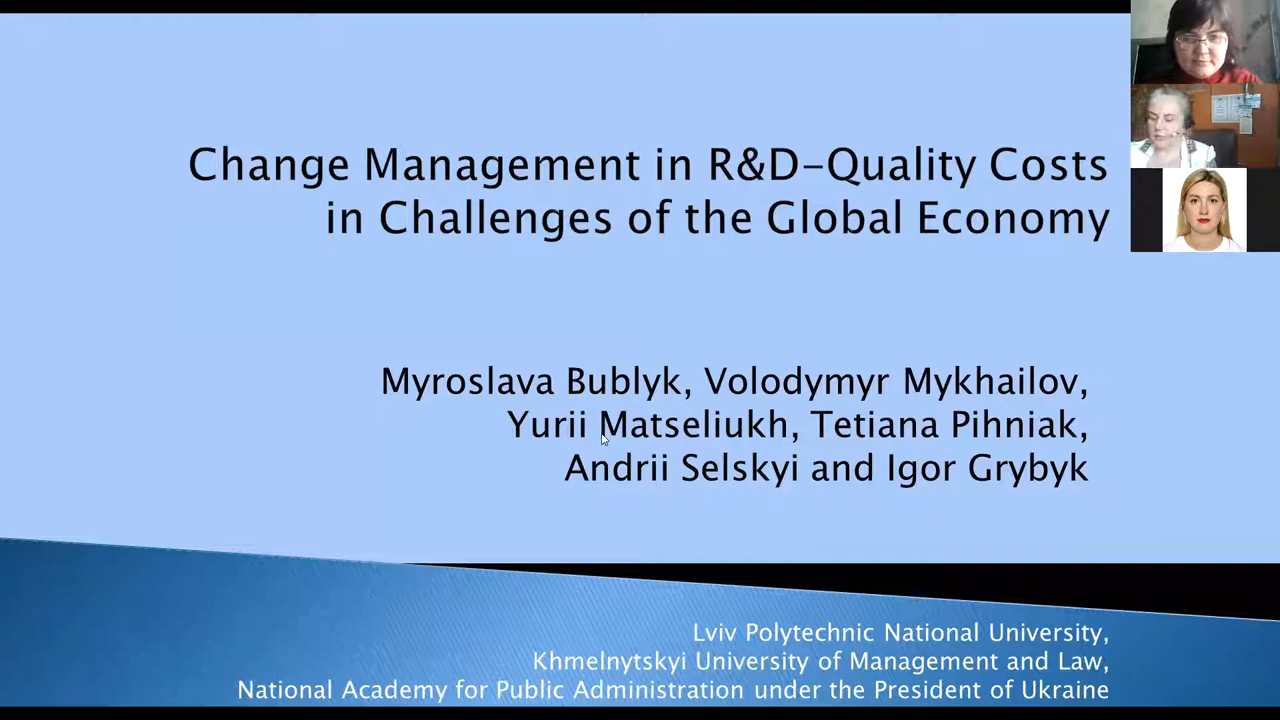 Change Management in R&D-Quality Costs
in Challenges of the Global Economy
Myroslava Bublyk, Volodymyr Mykhailov,
Yurii Matseliukh, Tetiana Pihniak,
Andrii Selskyi and Igor Grybyk
Lviv Polytechnic National University,
Khmelnytskyi University of Management and Law,
National Academy for Public Administration under the President of Ukraine